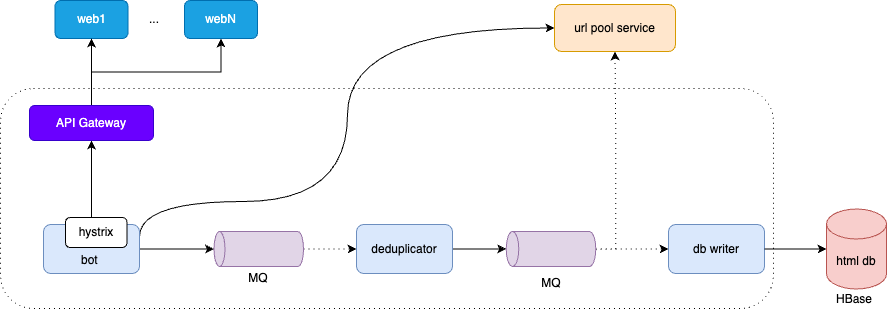 web1
...
webN
url pool service
API Gateway
hystrix
bot
MQ
deduplicator
MQ
db writer
html db
HBase